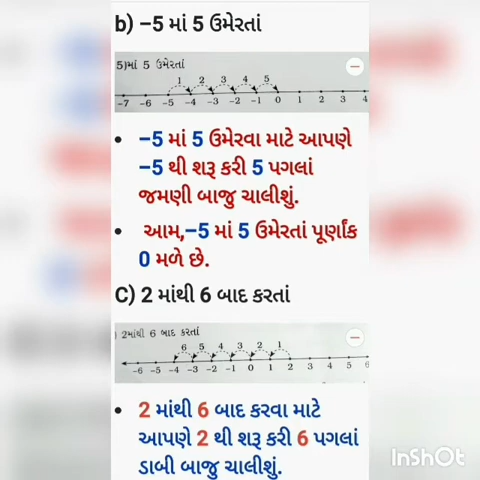 b) –5 માં 5 ઉમેરતાં
5)માં 5 ઉમેરતાં
1 2 3 4 5
-7 -6 -5 -4 -3 -2 -1 0 1 2 3 4
• –5 માં 5 ઉમેરવા માટે આપણે
–5 થી શરૂ કરી 5 પગલાં
જમણી બાજુ ચાલીશું.
• આમ,–5 માં 5 ઉમેરતાં પૂર્ણાંક
0 મળે છે.
C) 2 માંથી 6 બાદ કરતાં
) 2માંથી 6 બાદ કરતાં
6 5 4 3 2 1
-6 -5 -4 -3 -2 -1 0 1 2 3 4 5 6
• 2 માંથી 6 બાદ કરવા માટે
આપણે 2 થી શરૂ કરી 6 પગલાં
ડાબી બાજુ ચાલીશું.
InShOt